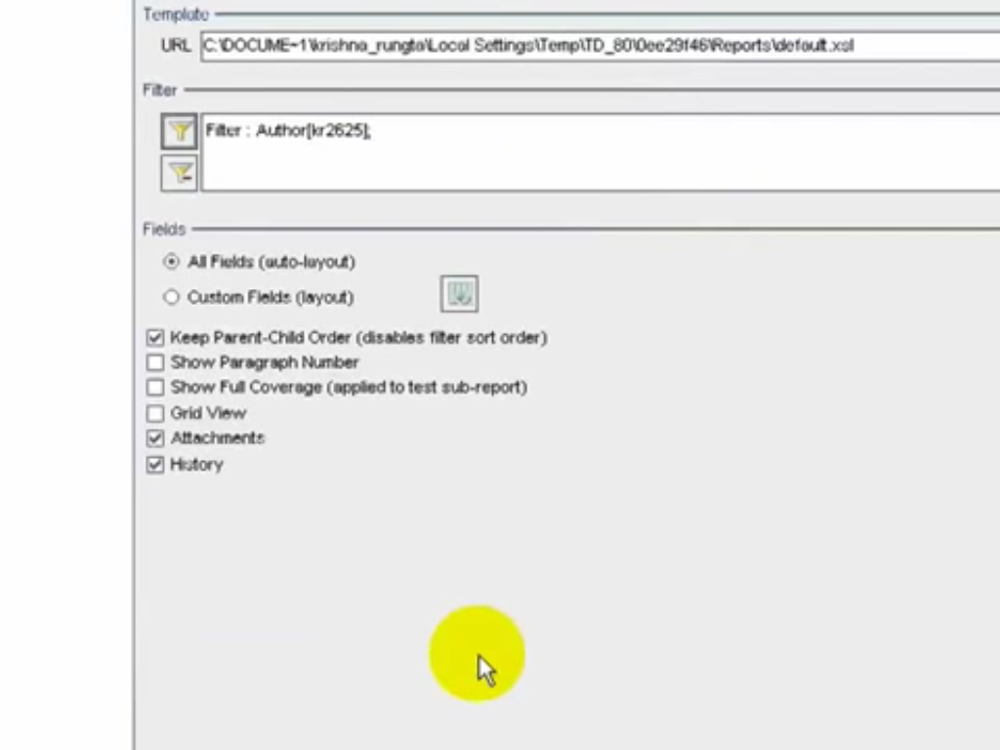 Template
URL C:\DOCUME~1\krishna_rungta\Local Settings\Temp\TD_80\0ee29f46\Reports\default.xsl
Filter
Filter : Author[kr2625];
Fields
All Fields (auto-layout)
Custom Fields (layout)
Keep Parent-Child Order (disables filter sort order)
Show Paragraph Number
Show Full Coverage (applied to test sub-report)
Grid View
Attachments
History